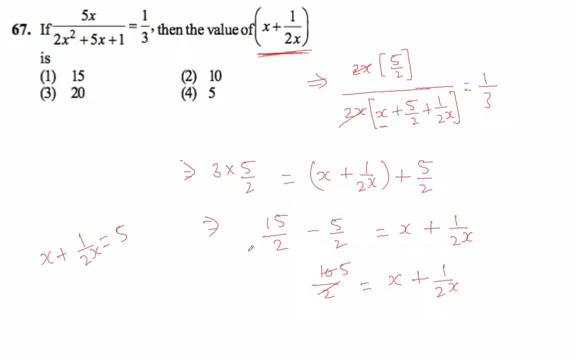 67. If 5x / 2x² + 5x + 1 = 1/3, then the value of (x + 1/2x)
is
(1) 15 (2) 10
(3) 20 (4) 5
⇒ 2x [5/2] / 2x [x + 5/2 + 1/2x] = 1/3
⇒ 3 × 5/2 = (x + 1/2x) + 5/2
⇒ 15/2 − 5/2 = x + 1/2x
x + 1/2x = 5
10/2 5 = x + 1/2x